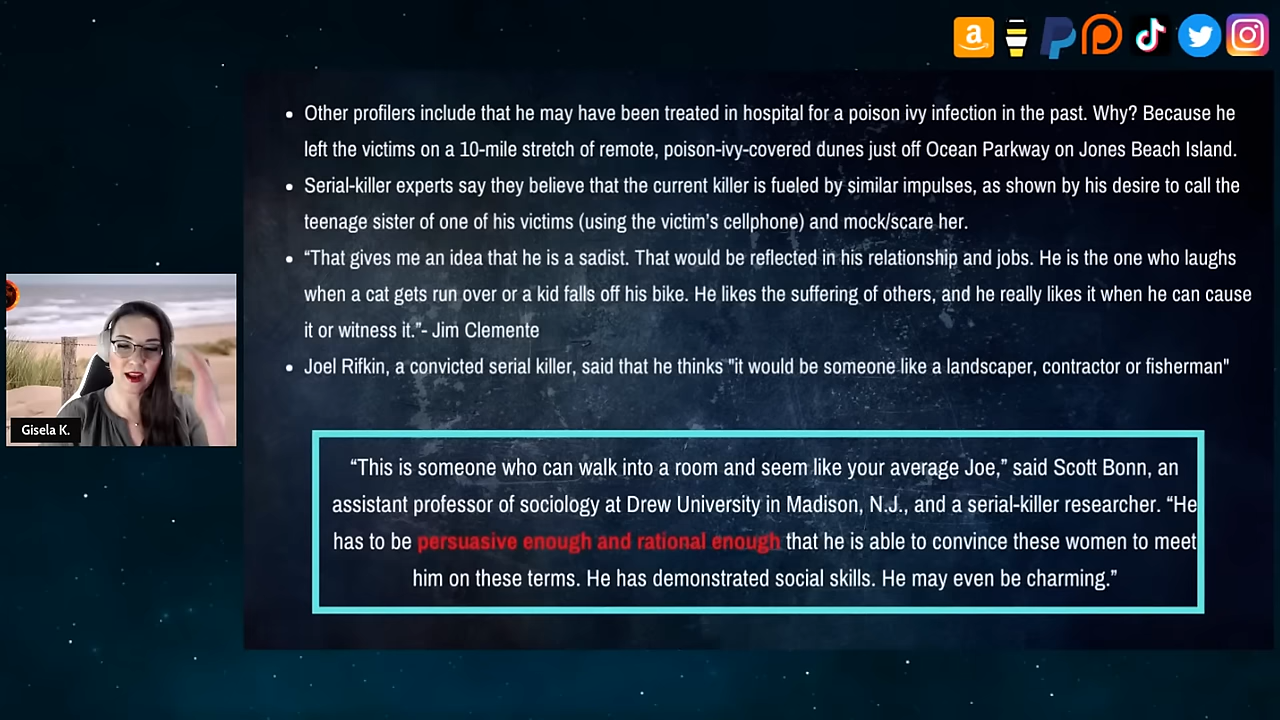 Other profilers include that he may have been treated in hospital for a poison ivy infection in the past. Why? Because he
left the victims on a 10-mile stretch of remote, poison-ivy-covered dunes just off Ocean Parkway on Jones Beach Island.
Serial-killer experts say they believe that the current killer is fueled by similar impulses, as shown by his desire to call the
teenage sister of one of his victims (using the victim’s cellphone) and mock/scare her.
“That gives me an idea that he is a sadist. That would be reflected in his relationship and jobs. He is the one who laughs
when a cat gets run over or a kid falls off his bike. He likes the suffering of others, and he really likes it when he can cause
it or witness it.”- Jim Clemente
Joel Rifkin, a convicted serial killer, said that he thinks "it would be someone like a landscaper, contractor or fisherman"
Gisela K.
“This is someone who can walk into a room and seem like your average Joe,” said Scott Bonn, an
assistant professor of sociology at Drew University in Madison, N.J., and a serial-killer researcher. “He
has to be persuasive enough and rational enough that he is able to convince these women to meet
him on these terms. He has demonstrated social skills. He may even be charming.”